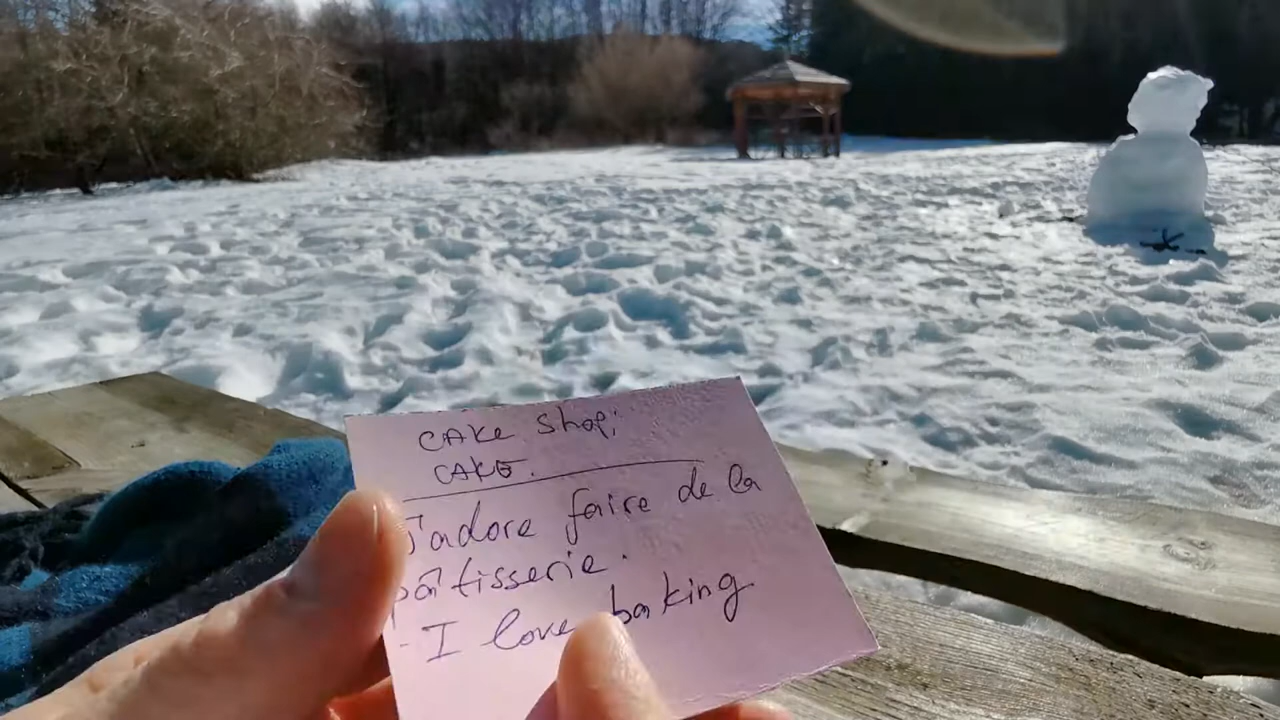 CAKe Shop;
CAKE.
J'adore faire de la
pâtisserie.
- I love baking